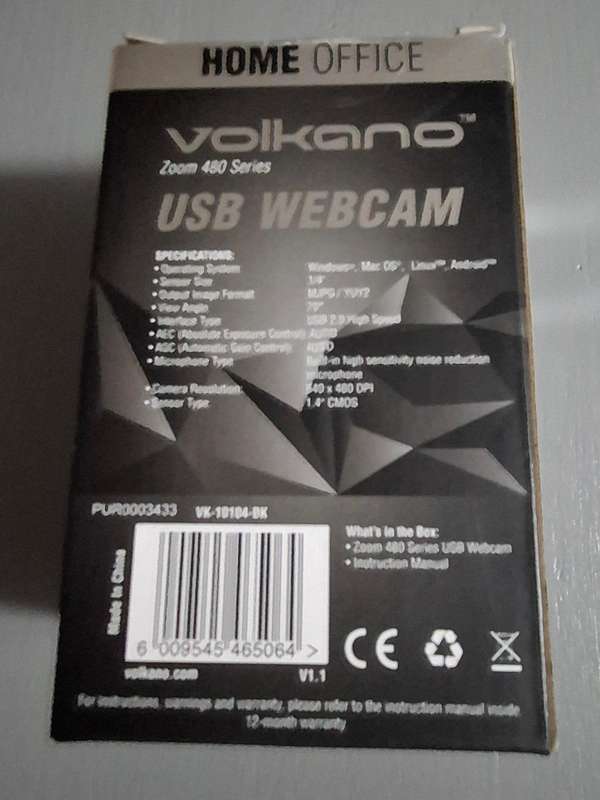 HOME OFFICE
volkano™
Zoom 480 Series
USB WEBCAM
SPECIFICATIONS:
• Operating System Windows®, Mac OS®, Linux™, Android™
• Sensor Size 1/4"
• Output Image Format MJPG / YUY2
• View Angle 70°
• Interface Type USB 2.0 High Speed
• AEC (Absolute Exposure Control) AUTO
• AGC (Automatic Gain Control) AUTO
• Microphone Type Built-in high sensitivity noise reduction
microphone
• Camera Resolution: 640 x 480 DPI
• Sensor Type: 1.4" CMOS
PUR0003433 VK-10104-BK
Made in China
6 009545 465064 >
volkano.com V1.1
What's in the Box:
• Zoom 480 Series USB Webcam
• Instruction Manual
CE
For instructions, warnings and warranty, please refer to the instruction manual inside.
12-month warranty